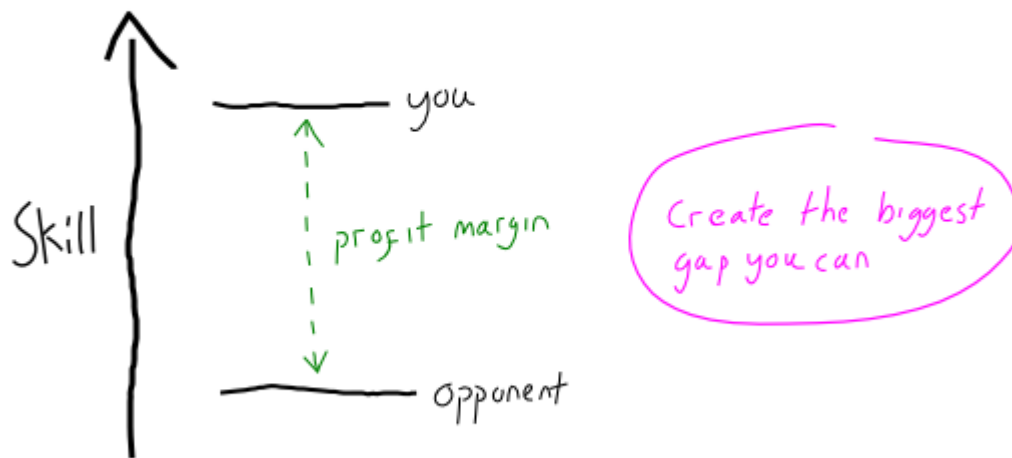 you
Skill
profit margin
Create the biggest
gap you can
opponent